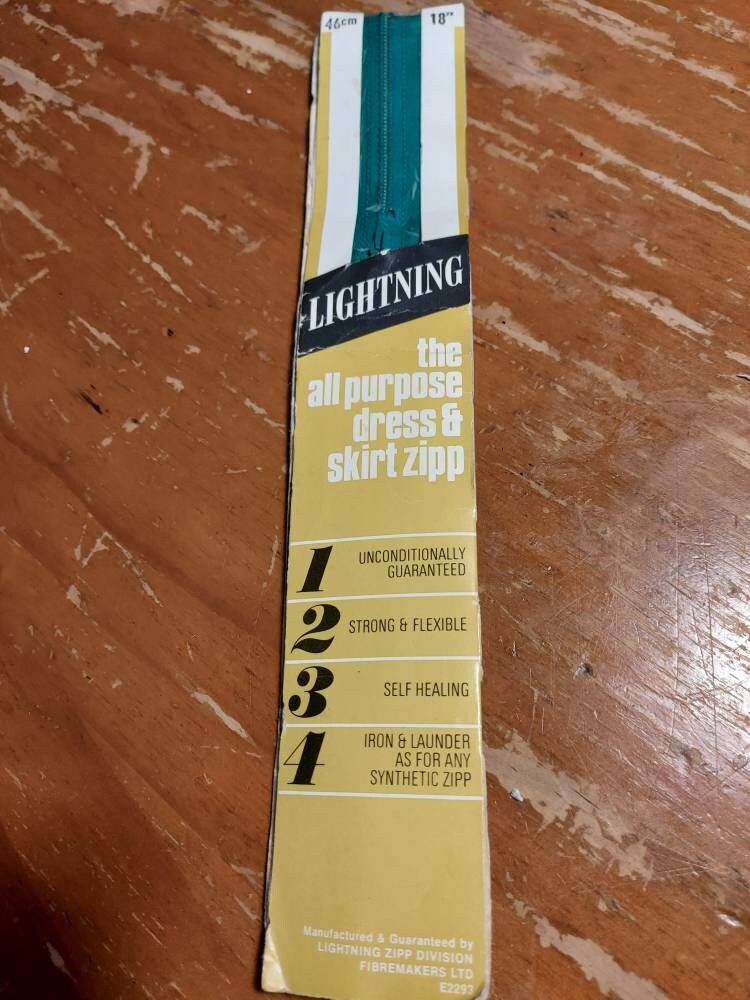 46cm 18"
LIGHTNING
the
all purpose
dress &
skirt zipp
1 UNCONDITIONALLY
GUARANTEED
2 STRONG & FLEXIBLE
3 SELF HEALING
4 IRON & LAUNDER
AS FOR ANY
SYNTHETIC ZIPP
Manufactured & Guaranteed by
LIGHTNING ZIPP DIVISION
FIBREMAKERS LTD
E2293